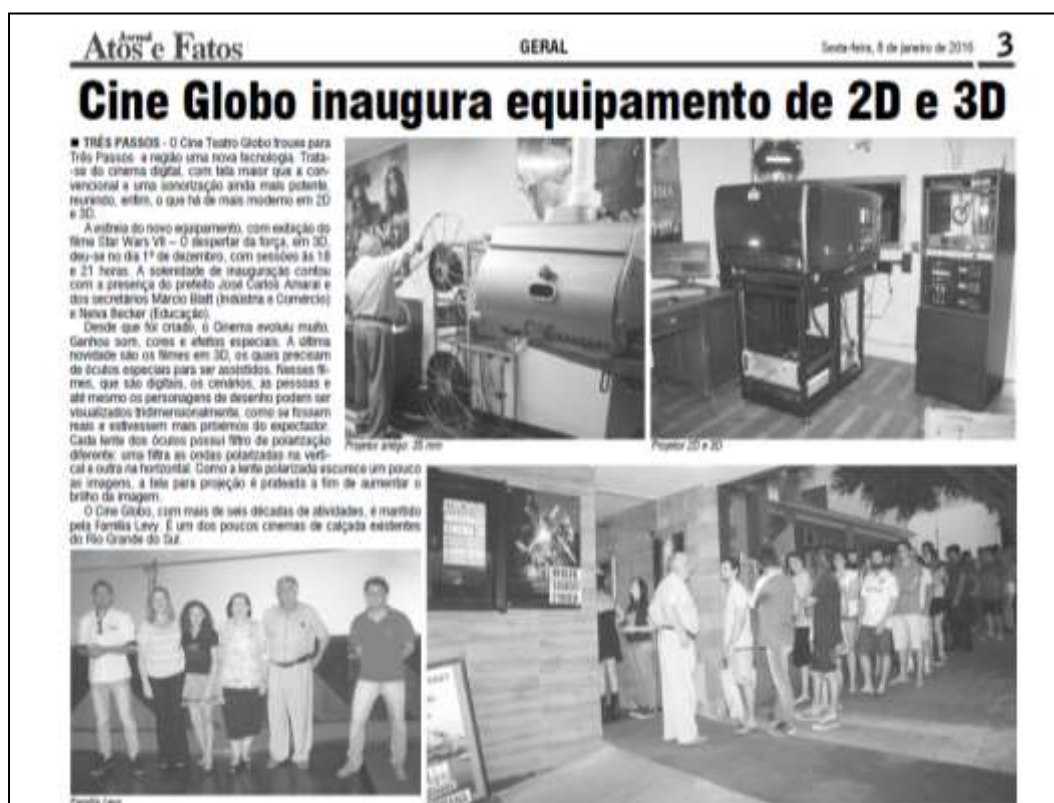 Jornal
Atos e Fatos
GERAL
Sexta-feira, 8 de janeiro de 2016
3
Cine Globo inaugura equipamento de 2D e 3D
■ TRÊS PASSOS - O Cine Teatro Globo trouxe para
Três Passos e região uma nova tecnologia. Trata-
-se do cinema digital, com tela maior que a con-
vencional e uma sonorização ainda mais potente,
reunindo, enfim, o que há de mais moderno em 2D
e 3D.
A estreia do novo equipamento, com exibição do
filme Star Wars VII – O despertar da força, em 3D,
deu-se no dia 1º de dezembro, com sessões às 18
e 21 horas. A solenidade de inauguração contou
com a presença do prefeito José Carlos Amaral e
dos secretários Márcio Blatt (Indústria e Comércio)
e Neiva Becker (Educação).
Desde que foi criado, o Cinema evoluiu muito.
Ganhou som, cores e efeitos especiais. A última
novidade são os filmes em 3D, os quais precisam
de óculos especiais para ser assistidos. Nesses fil-
mes, que são digitais, os cenários, as pessoas e
até mesmo os personagens de desenho podem ser
visualizados tridimensionalmente, como se fossem
reais e estivessem mais próximos do expectador.
Cada lente dos óculos possui filtro de polarização
diferente: uma filtra as ondas polarizadas na verti-
cal e outra na horizontal. Como a lente polarizada escurece um pouco
as imagens, a tela para projeção é prateada a fim de aumentar o
brilho da imagem.
O Cine Globo, com mais de seis décadas de atividades, é mantido
pela Família Levy. É um dos poucos cinemas de calçada existentes
do Rio Grande do Sul.
Projetor antigo: 35 mm
Projetor 2D e 3D
Família Levy